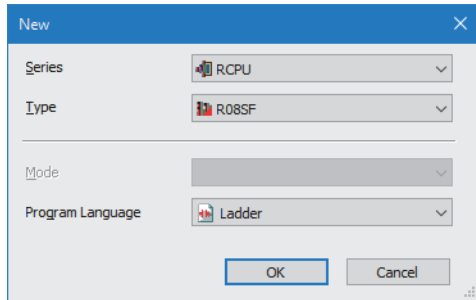 New
Series RCPU
Type R08SF
Mode
Program Language Ladder
OK Cancel